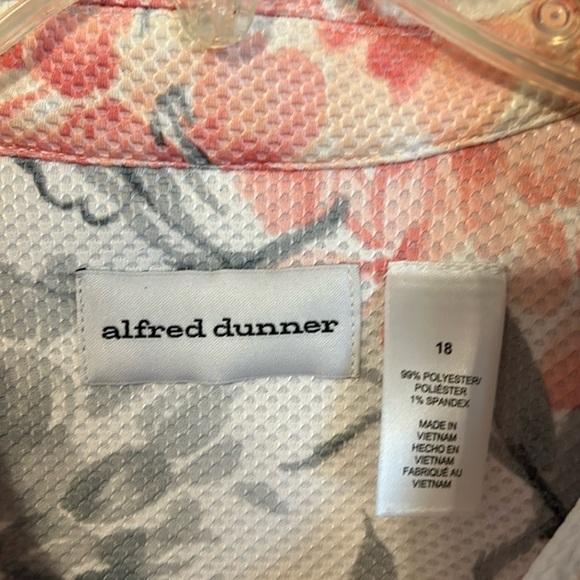 alfred dunner
18
99% POLYESTER/
POLIÉSTER
1% SPANDEX
MADE IN
VIETNAM
HECHO EN
VIETNAM
FABRIQUÉ AU
VIETNAM